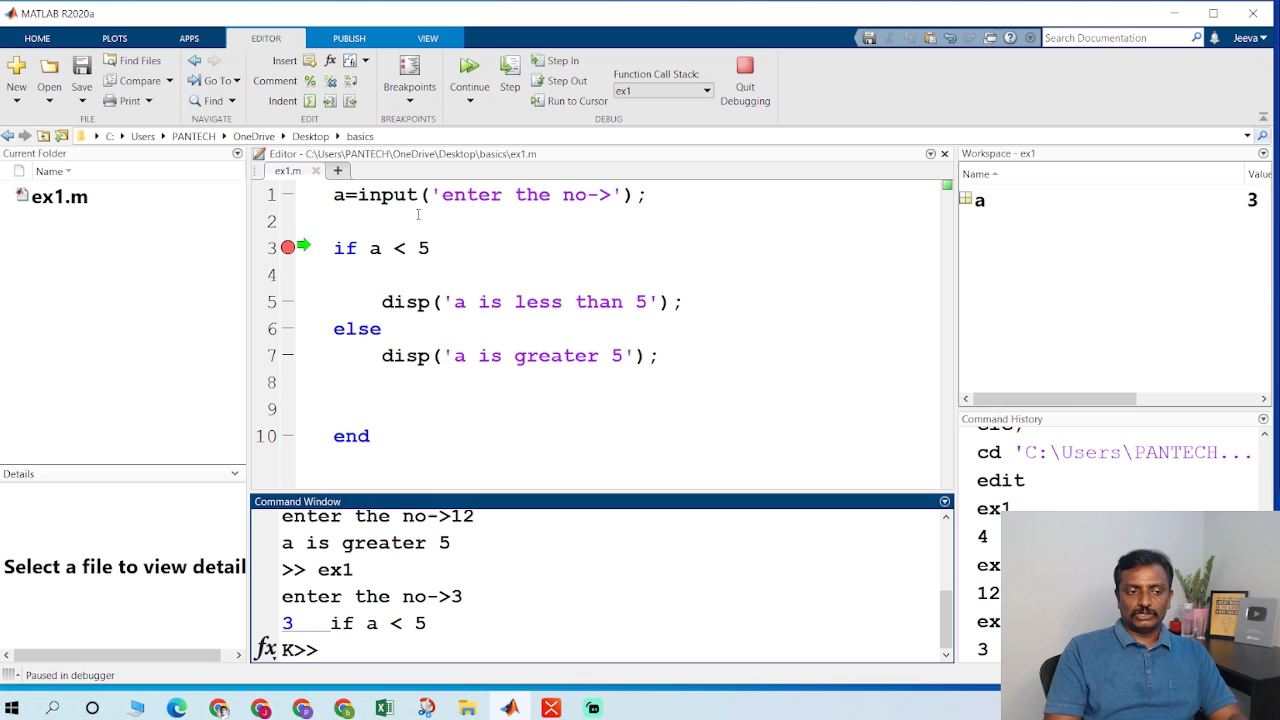 MATLAB R2020a
HOME PLOTS APPS EDITOR PUBLISH VIEW Search Documentation Jeeva
New Open Save Find Files Compare Print Go To Find Insert Comment Indent Breakpoints Continue Step Step In Step Out Run to Cursor Function Call Stack: ex1 Quit Debugging
FILE NAVIGATE EDIT BREAKPOINTS DEBUG
C: Users PANTECH OneDrive Desktop basics
Current Folder
Name
ex1.m
Details
Select a file to view detail
Editor - C:\Users\PANTECH\OneDrive\Desktop\basics\ex1.m
ex1.m
1 a=input('enter the no->');
2
3 if a < 5
4
5 disp('a is less than 5');
6 else
7 disp('a is greater 5');
8
9
10 end
Command Window
enter the no->12
a is greater 5
>> ex1
enter the no->3
3 if a < 5
fx K>>
Workspace - ex1
Name Value
a 3
Command History
clc;
cd 'C:\Users\PANTECH...
edit
ex1
4
ex
12
ex
3
Paused in debugger